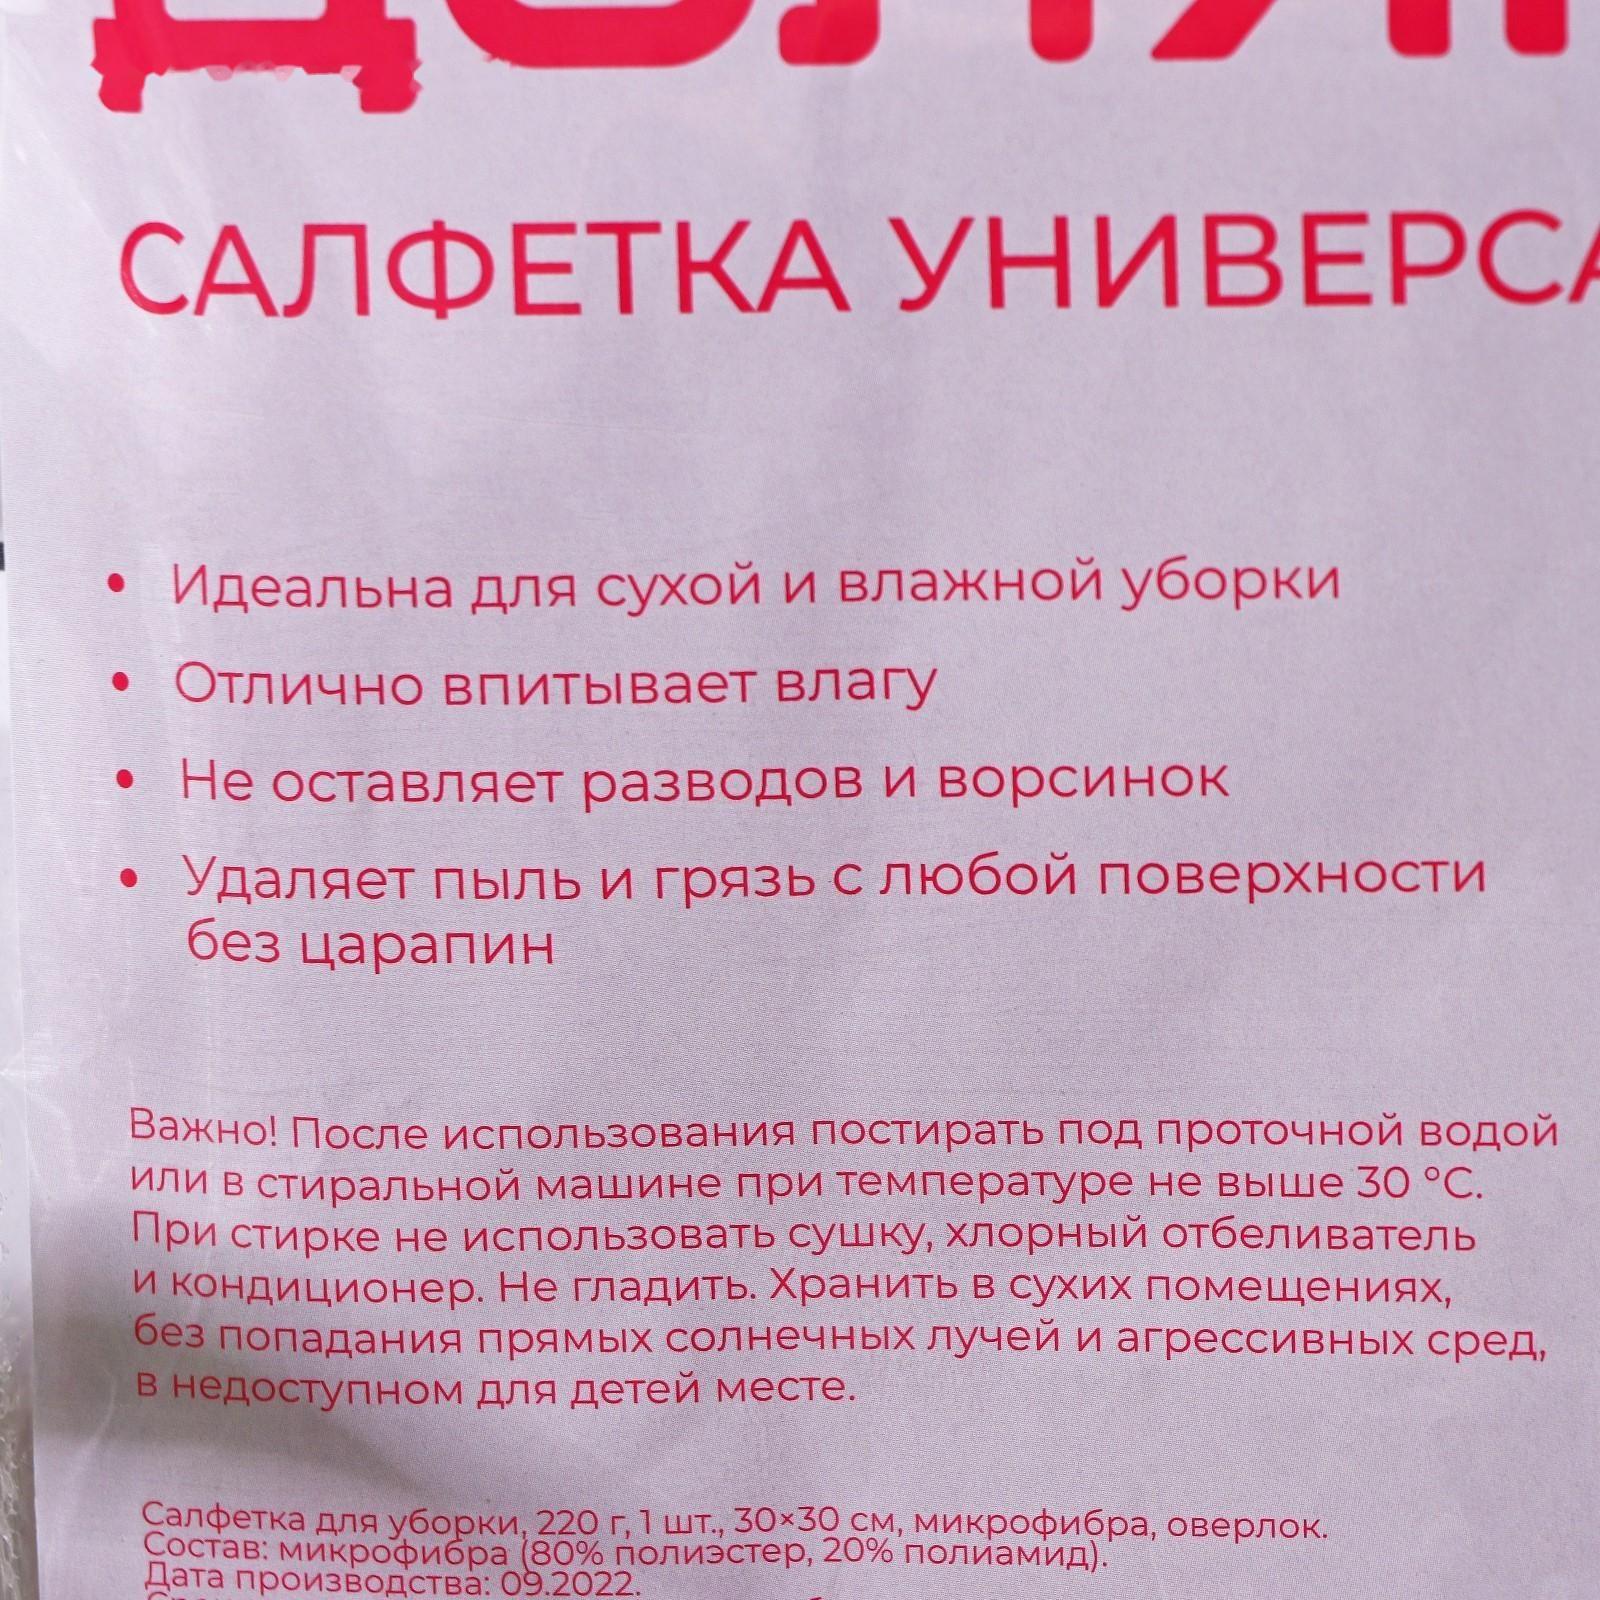 САЛФЕТКА
• Идеальна для сухой и влажной уборки
• Отлично впитывает влагу
• Не оставляет разводов и ворсинок
• Удаляет пыль и грязь с любой поверхности
без царапин
Важно! После использования постирать под проточной водой
или в стиральной машине при температуре не выше 30 °С.
При стирке не использовать сушку, хлорный отбеливатель
и кондиционер. Не гладить. Хранить в сухих помещениях,
без попадания прямых солнечных лучей и агрессивных сред,
в недоступном для детей месте.
Салфетка для уборки, 220 г, 1 шт., 30×30 см, микрофибра, оверлок.
Состав: микрофибра (80% полиэстер, 20% полиамид).
Дата производства: 09.2022.